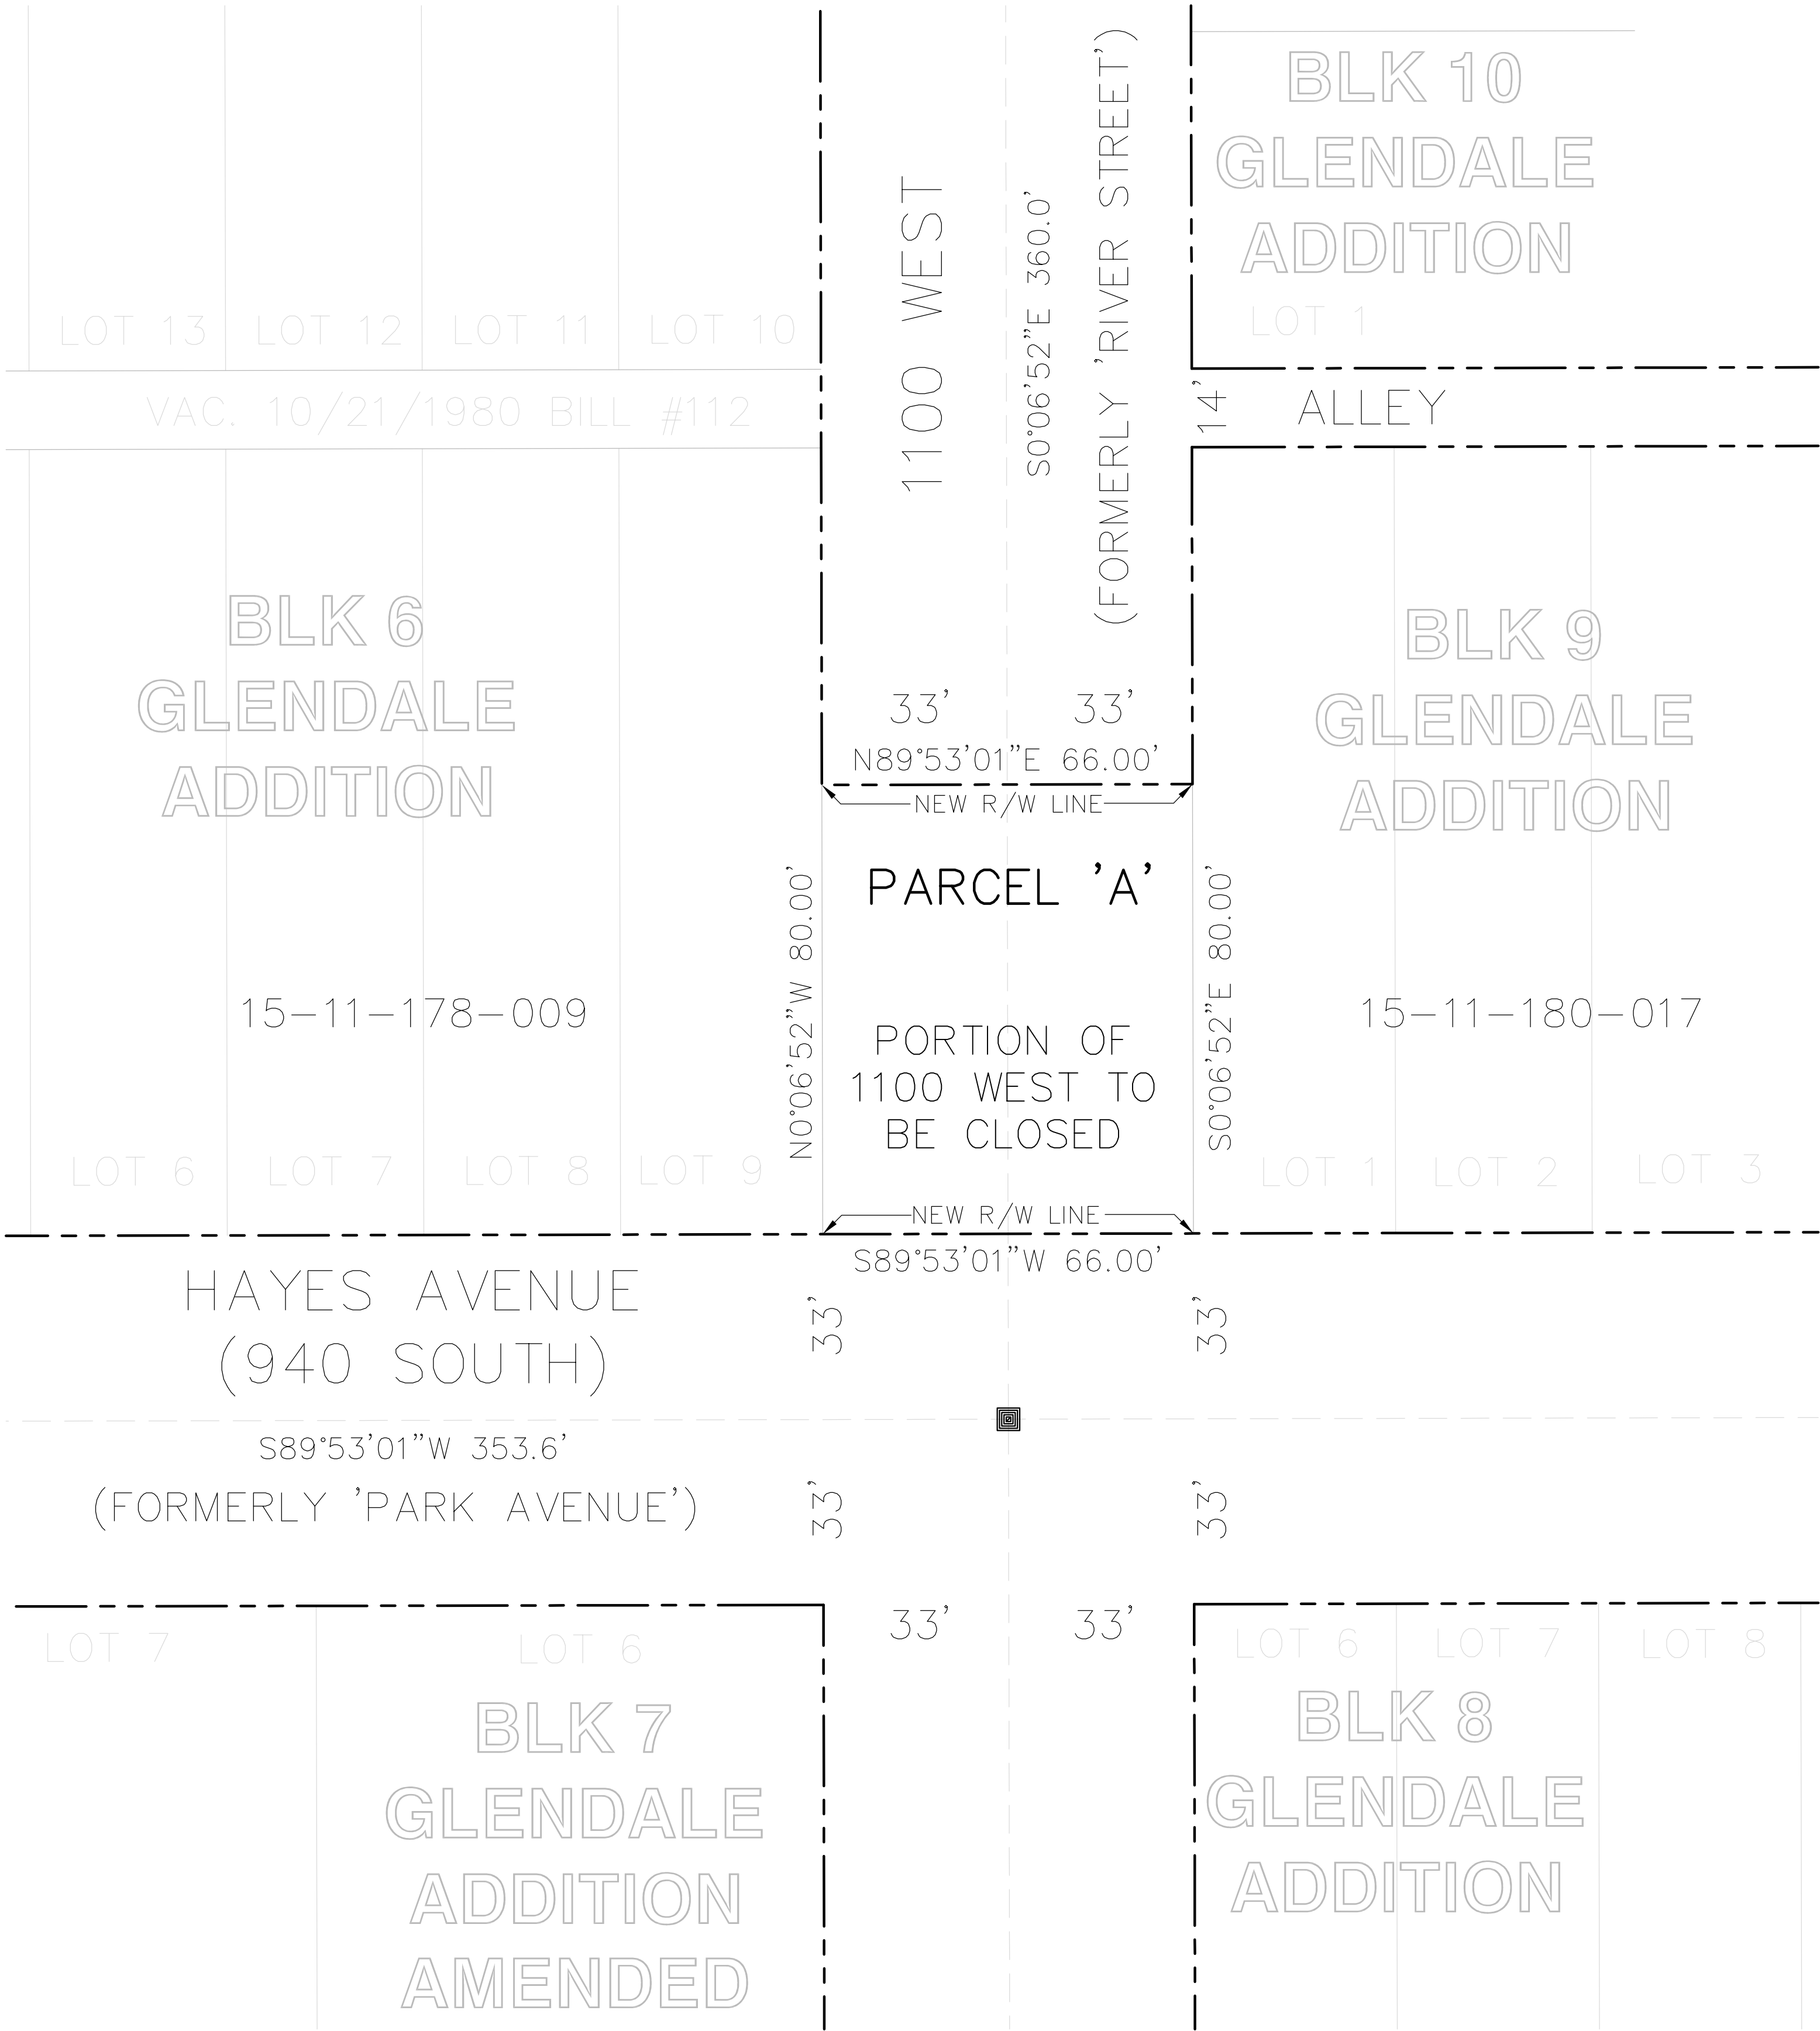 BLK 10
GLENDALE
ADDITION
LOT 1
1100 WEST
S0°06'52"E 360.0'
(FORMERLY 'RIVER STREET')
LOT 13
LOT 12
LOT 11
LOT 10
VAC. 10/21/1980 BILL #112
14'
ALLEY
BLK 6
GLENDALE
ADDITION
BLK 9
GLENDALE
ADDITION
33'
33'
N89°53'01"E 66.00'
NEW R/W LINE
PARCEL 'A'
N0°06'52"W 80.00'
S0°06'52"E 80.00'
15-11-178-009
15-11-180-017
PORTION OF
1100 WEST TO
BE CLOSED
LOT 6
LOT 7
LOT 8
LOT 9
LOT 1
LOT 2
LOT 3
NEW R/W LINE
S89°53'01"W 66.00'
HAYES AVENUE
(940 SOUTH)
33'
33'
S89°53'01"W 353.6'
(FORMERLY 'PARK AVENUE')
33'
33'
33'
33'
LOT 7
LOT 6
LOT 6
LOT 7
LOT 8
BLK 7
GLENDALE
ADDITION
AMENDED
BLK 8
GLENDALE
ADDITION